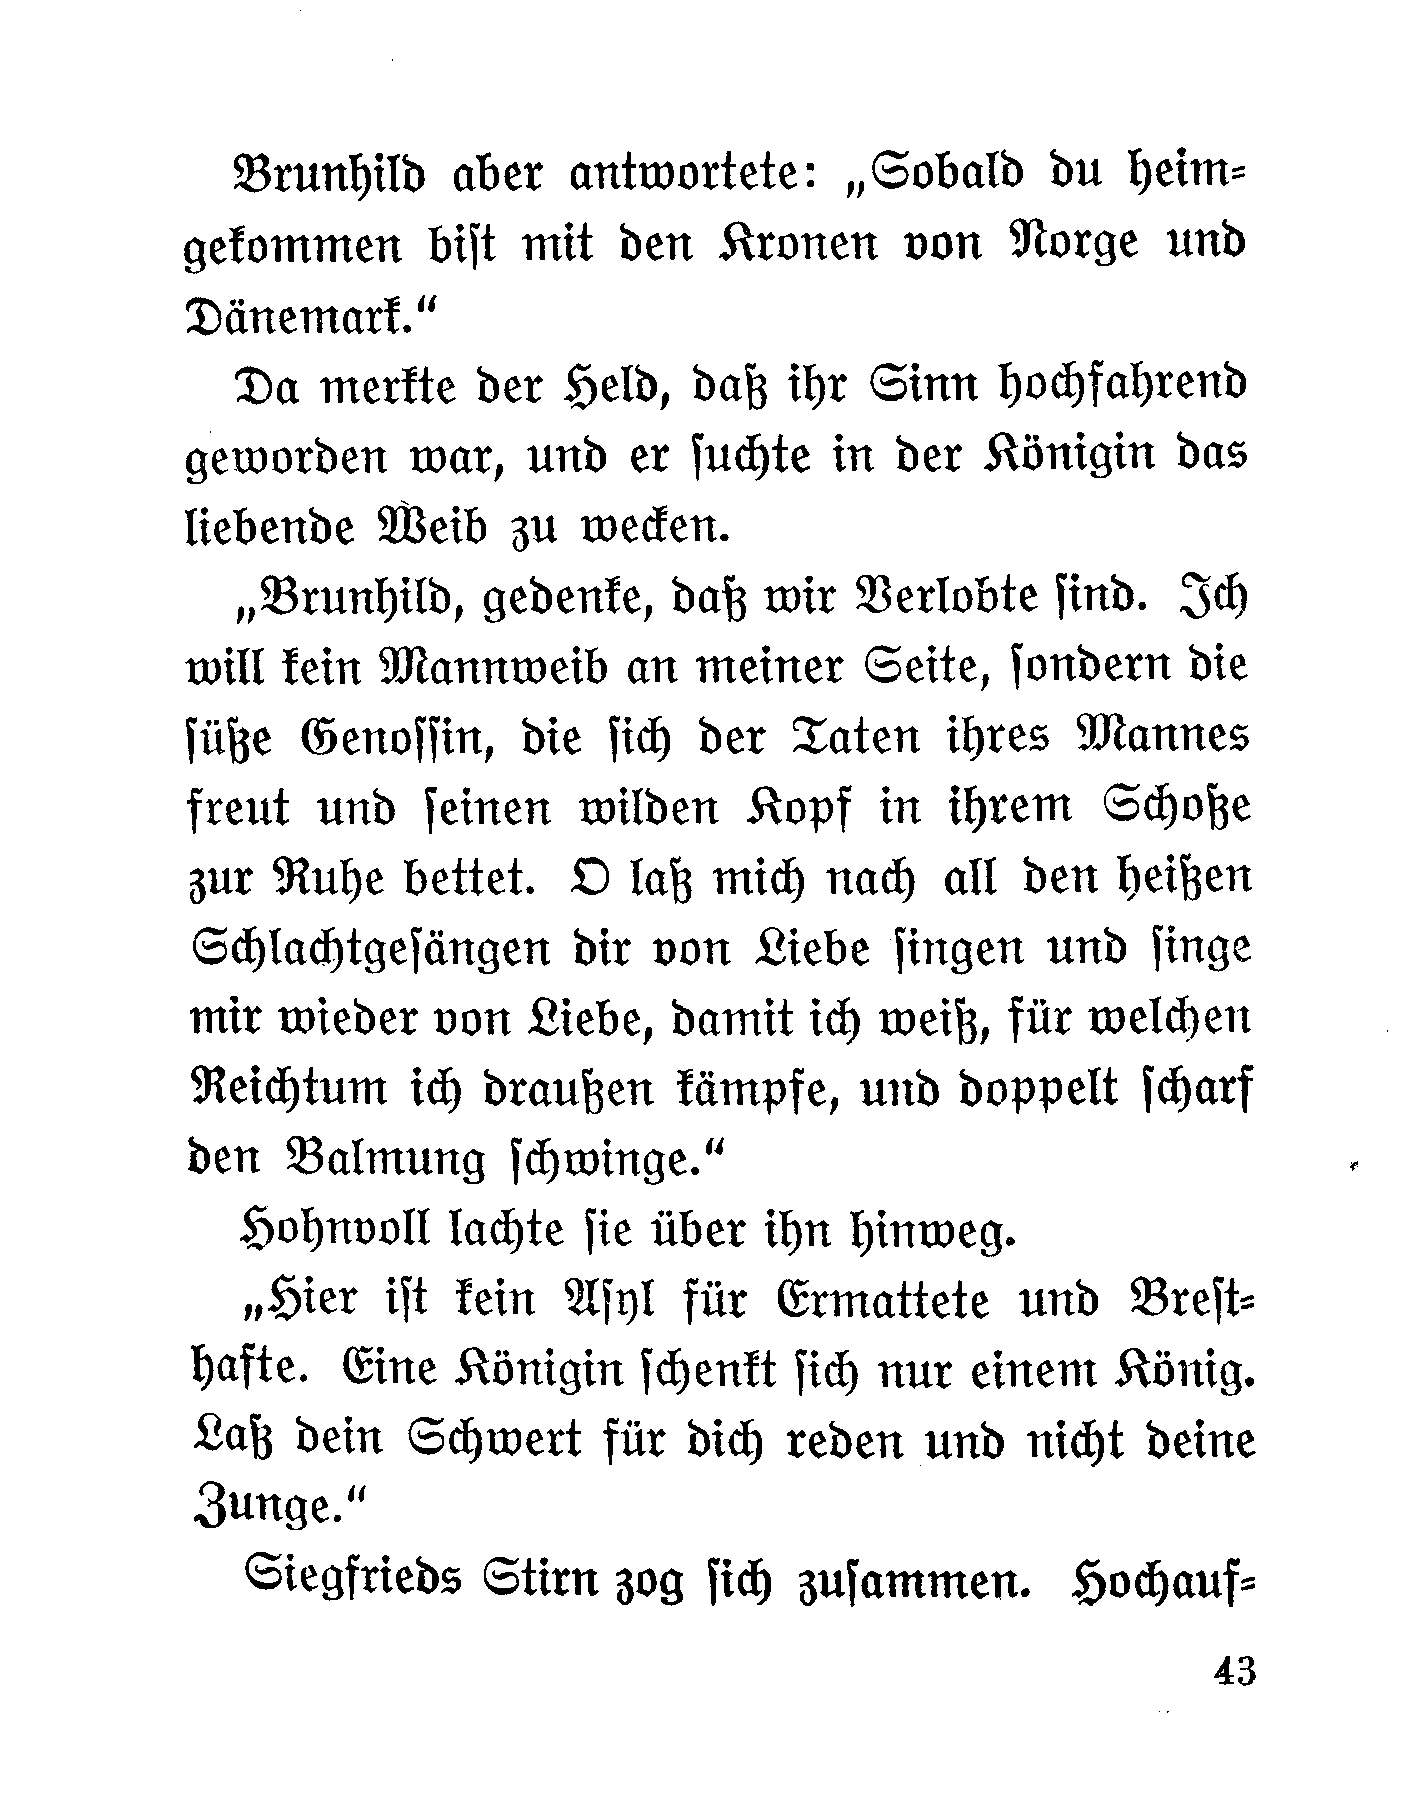 Brunhild aber antwortete: „Sobald du heim-
gekommen bist mit den Kronen von Norge und
Dänemark.“
Da merkte der Held, daß ihr Sinn hochfahrend
geworden war, und er suchte in der Königin das
liebende Weib zu wecken.
„Brunhild, gedenke, daß wir Verlobte sind. Ich
will kein Mannweib an meiner Seite, sondern die
süße Genossin, die sich der Taten ihres Mannes
freut und seinen wilden Kopf in ihrem Schoße
zur Ruhe bettet. O laß mich nach all den heißen
Schlachtgesängen dir von Liebe singen und singe
mir wieder von Liebe, damit ich weiß, für welchen
Reichtum ich draußen kämpfe, und doppelt scharf
den Balmung schwinge.“
Hohnvoll lachte sie über ihn hinweg.
„Hier ist kein Asyl für Ermattete und Brest-
hafte. Eine Königin schenkt sich nur einem König.
Laß dein Schwert für dich reden und nicht deine
Zunge.“
Siegfrieds Stirn zog sich zusammen. Hochauf-
43